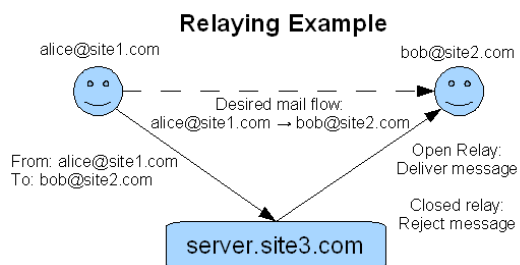 Relaying Example
alice@site1.com
bob@site2.com
Desired mail flow:
alice@site1.com → bob@site2.com
From: alice@site1.com
To: bob@site2.com
Open Relay:
Deliver message
Closed relay:
Reject message
server.site3.com